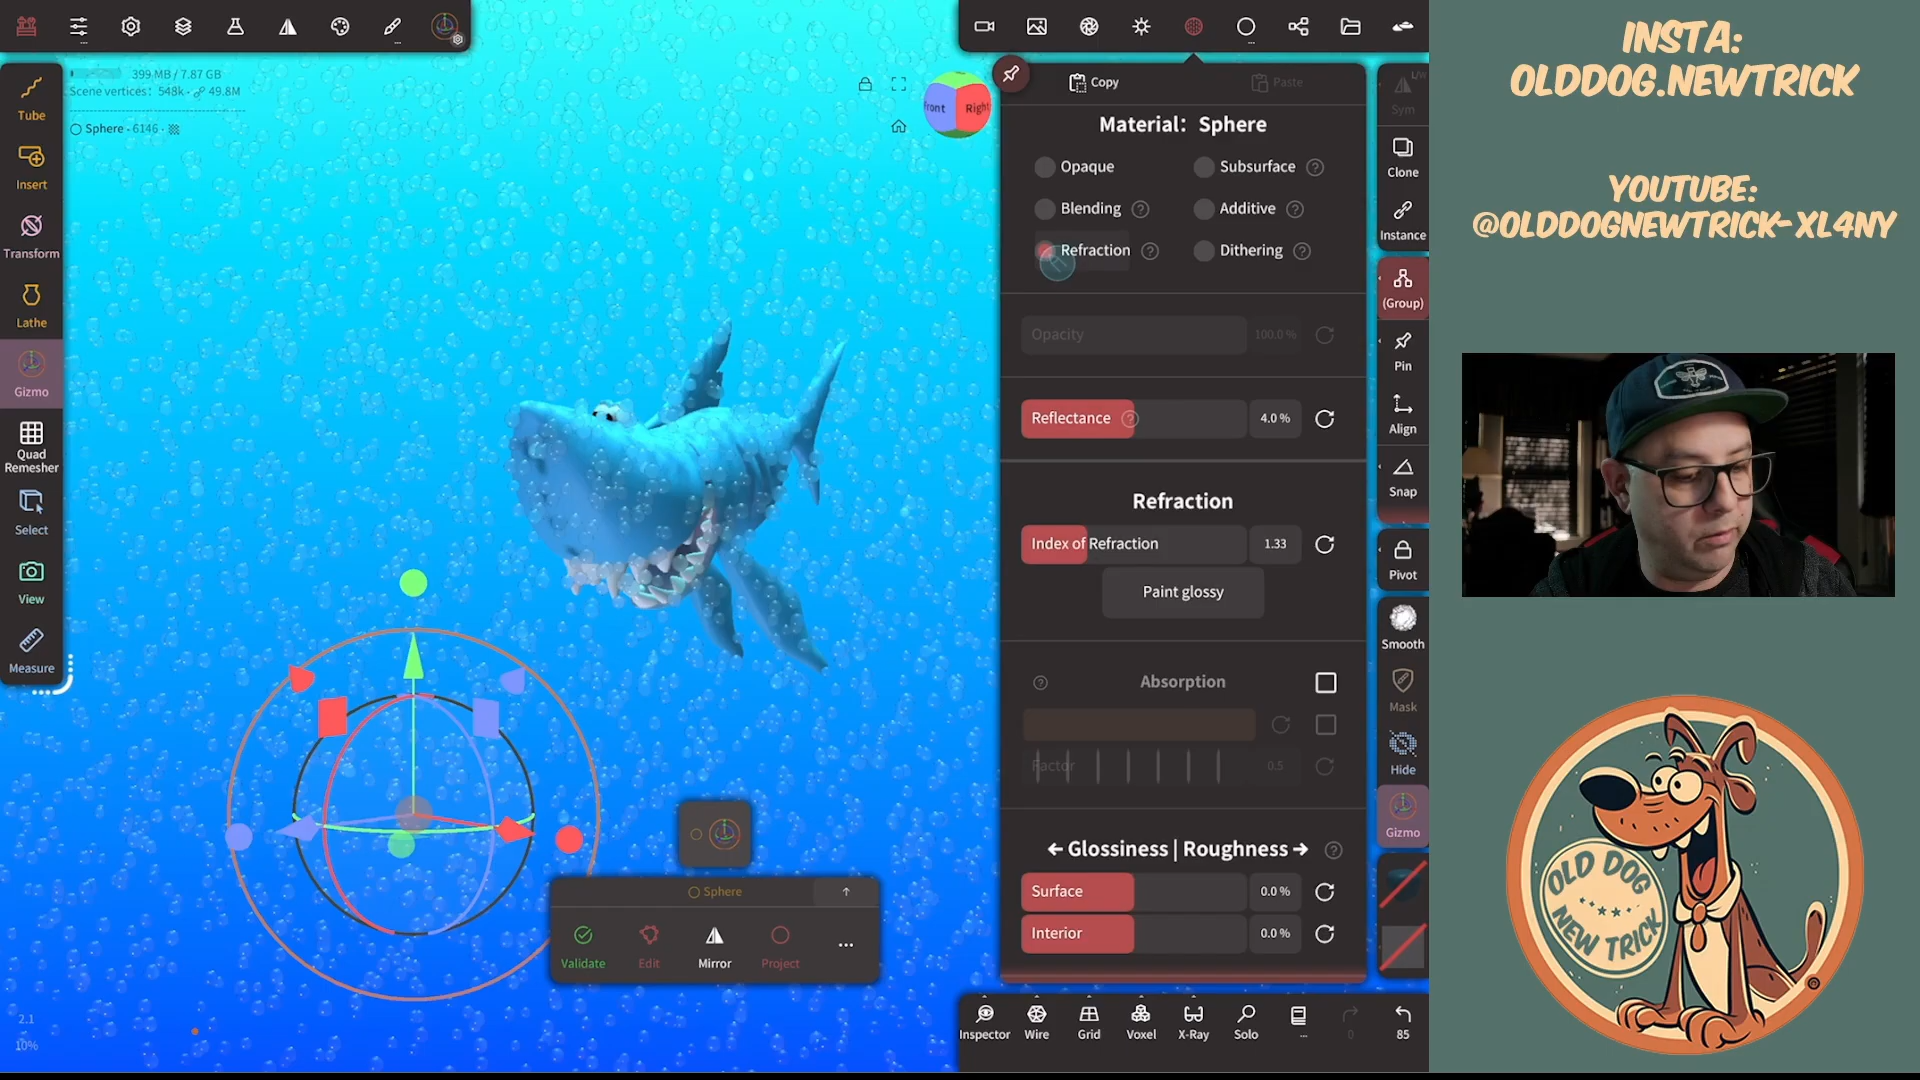 399 MB / 7.87 GB
Scene vertices: 548k - 49.8M
Sphere - 6146 -
Tube
Insert
Transform
Lathe
Gizmo
Quad
Remesher
Select
View
Measure
2.1
10%
Front
Right
Copy
Paste
Material: Sphere
Opaque
Subsurface
Blending
Additive
Refraction
Dithering
Opacity
100.0 %
Reflectance
4.0 %
Refraction
Index of Refraction
1.33
Paint glossy
Absorption
Factor
0.5
← Glossiness | Roughness →
Surface
0.0 %
Interior
0.0 %
Sphere
Validate
Edit
Mirror
Project
...
Inspector
Wire
Grid
Voxel
X-Ray
Solo
...
0
85
L/W
Sym
Clone
Instance
(Group)
Pin
Align
Snap
Pivot
Smooth
Mask
Hide
Gizmo
INSTA:
OLDDOG.NEWTRICK
YOUTUBE:
@OLDDOGNEWTRICK-XL4NY
OLD DOG
NEW TRICK